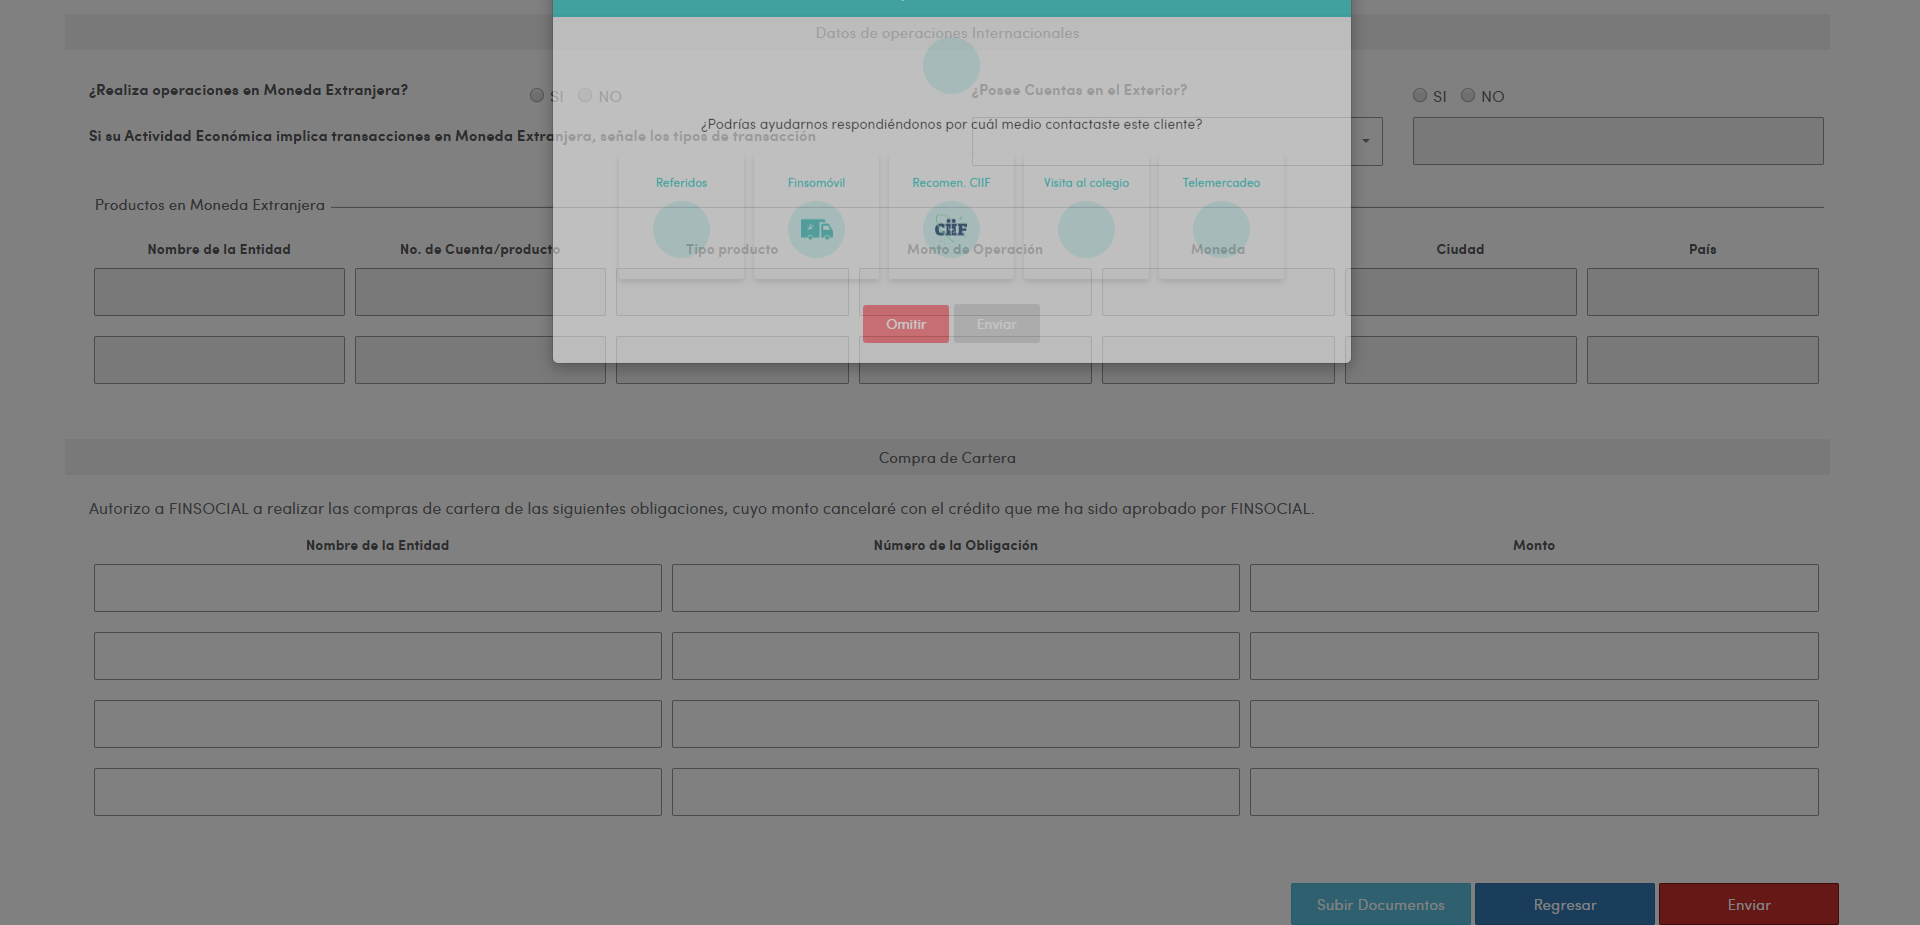 Datos de operaciones Internacionales
¿Realiza operaciones en Moneda Extranjera?
SI
NO
¿Posee Cuentas en el Exterior?
SI
NO
¿Podrías ayudarnos respondiéndonos por cuál medio contactaste este cliente?
Si su Actividad Económica implica transacciones en Moneda Extranjera, señale los tipos de transacción
Referidos
Finsomóvil
Recomen. CIIF
Visita al colegio
Telemercadeo
Productos en Moneda Extranjera
CIIF
Nombre de la Entidad
No. de Cuenta/producto
Tipo producto
Monto de Operación
Moneda
Ciudad
País
Omitir
Enviar
Compra de Cartera
Autorizo a FINSOCIAL a realizar las compras de cartera de las siguientes obligaciones, cuyo monto cancelaré con el crédito que me ha sido aprobado por FINSOCIAL.
Nombre de la Entidad
Número de la Obligación
Monto
Subir Documentos
Regresar
Enviar